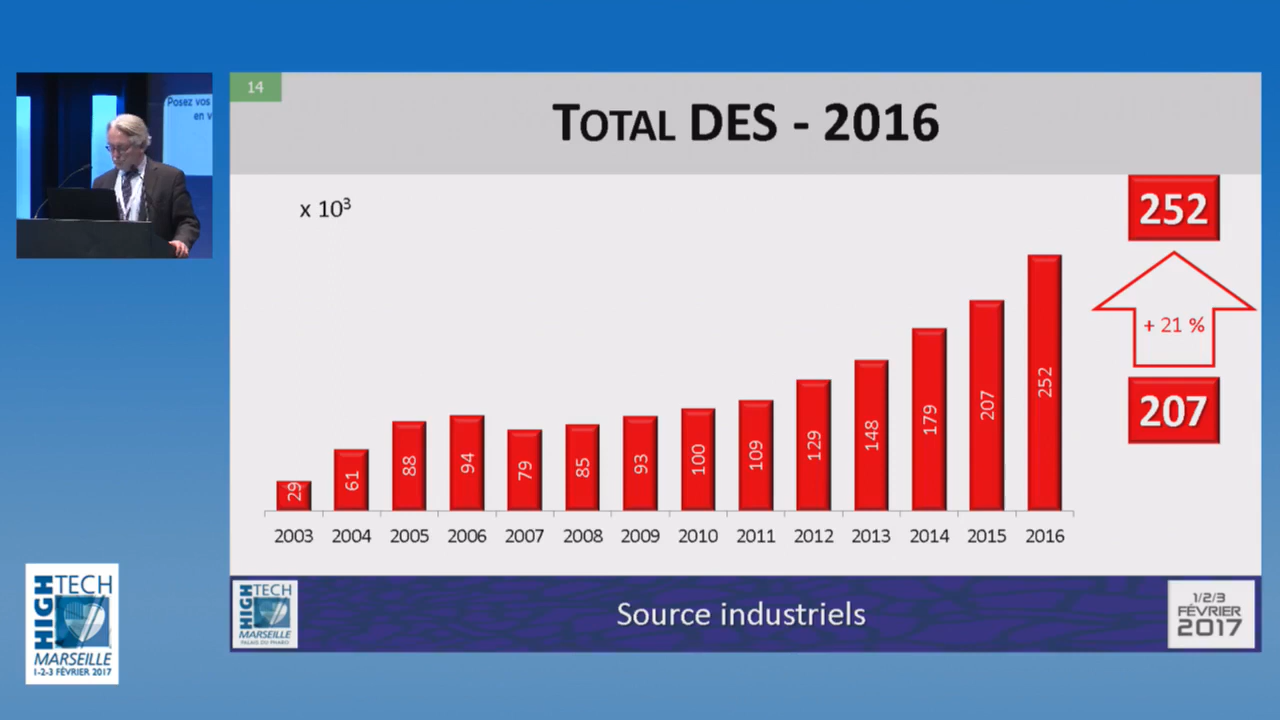 Posez vos
en v
14
TOTAL DES - 2016
x 10³
252
+ 21 %
207
29
61
88
94
79
85
93
100
109
129
148
179
207
252
2003 2004 2005 2006 2007 2008 2009 2010 2011 2012 2013 2014 2015 2016
HIGH TECH
MARSEILLE
PALAIS DU PHARO
Source industriels
1/2/3
FÉVRIER
2017
HIGH TECH
MARSEILLE
1-2-3 FÉVRIER 2017